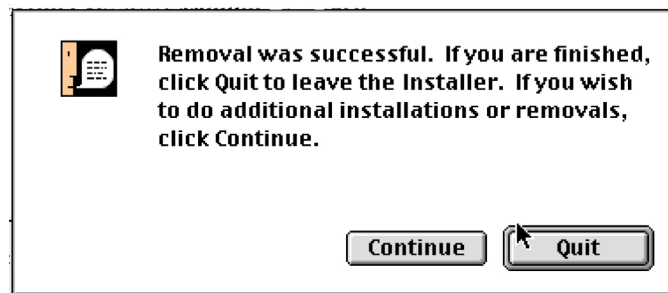 Removal was successful. If you are finished,
click Quit to leave the Installer. If you wish
to do additional installations or removals,
click Continue.
Continue
Quit